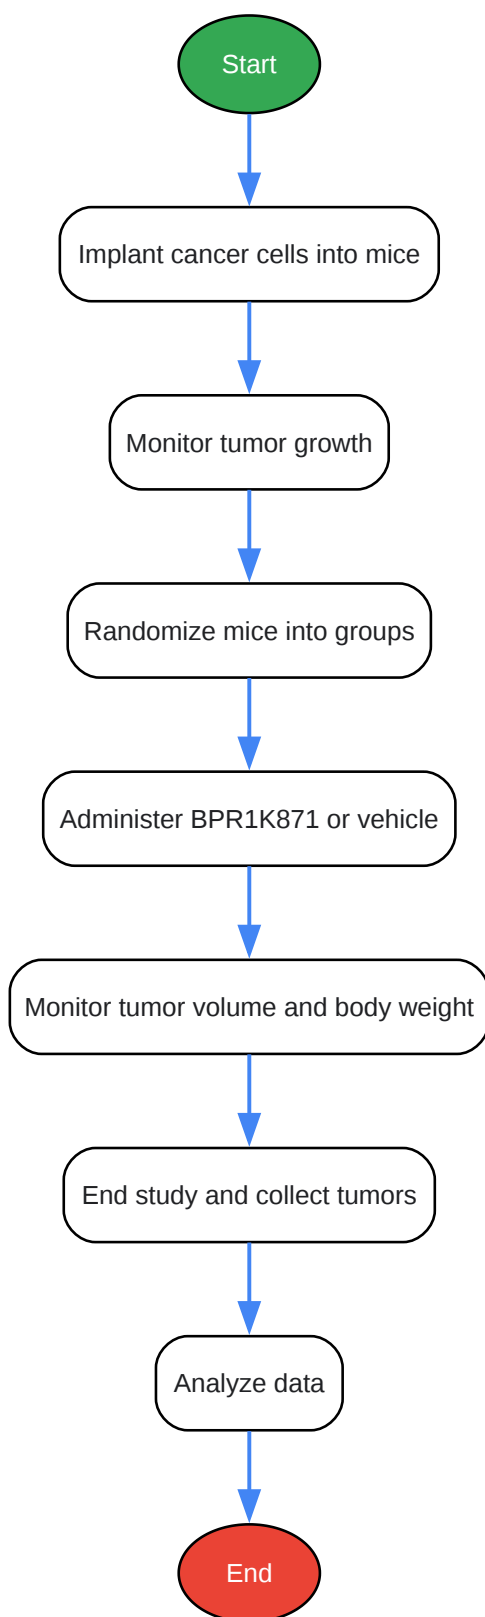 Start
Implant cancer cells into mice
Monitor tumor growth
Randomize mice into groups
Administer BPR1K871 or vehicle
Monitor tumor volume and body weight
End study and collect tumors
Analyze data
End